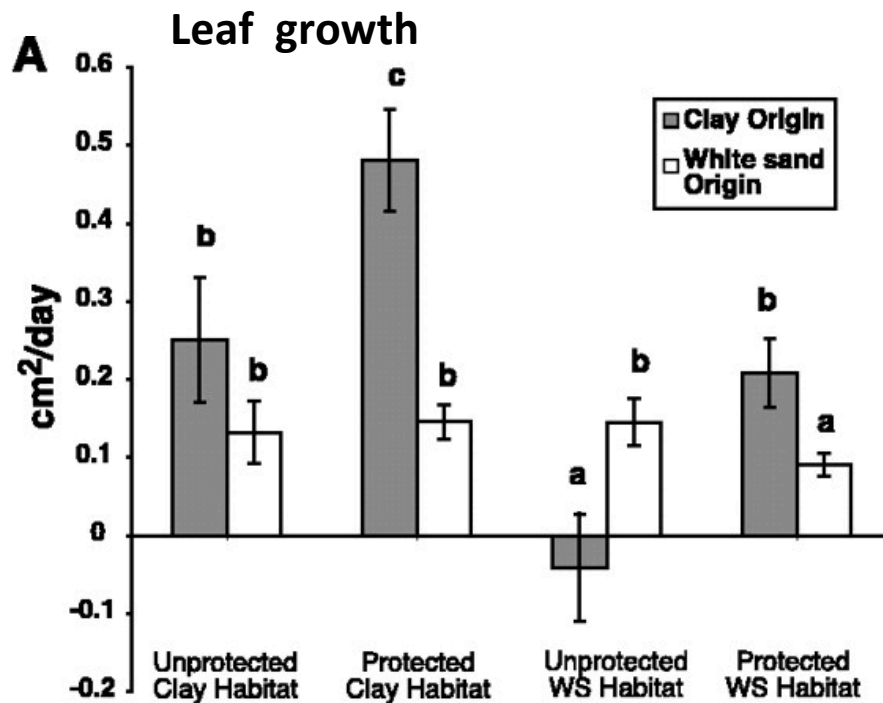 Leaf growth
A
0.6
0.5
0.4
0.3
0.2
0.1
0
-0.1
-0.2
cm²/day
b
b
c
b
a
b
b
a
Clay Origin
White sand
Origin
Unprotected
Clay Habitat
Protected
Clay Habitat
Unprotected
WS Habitat
Protected
WS Habitat